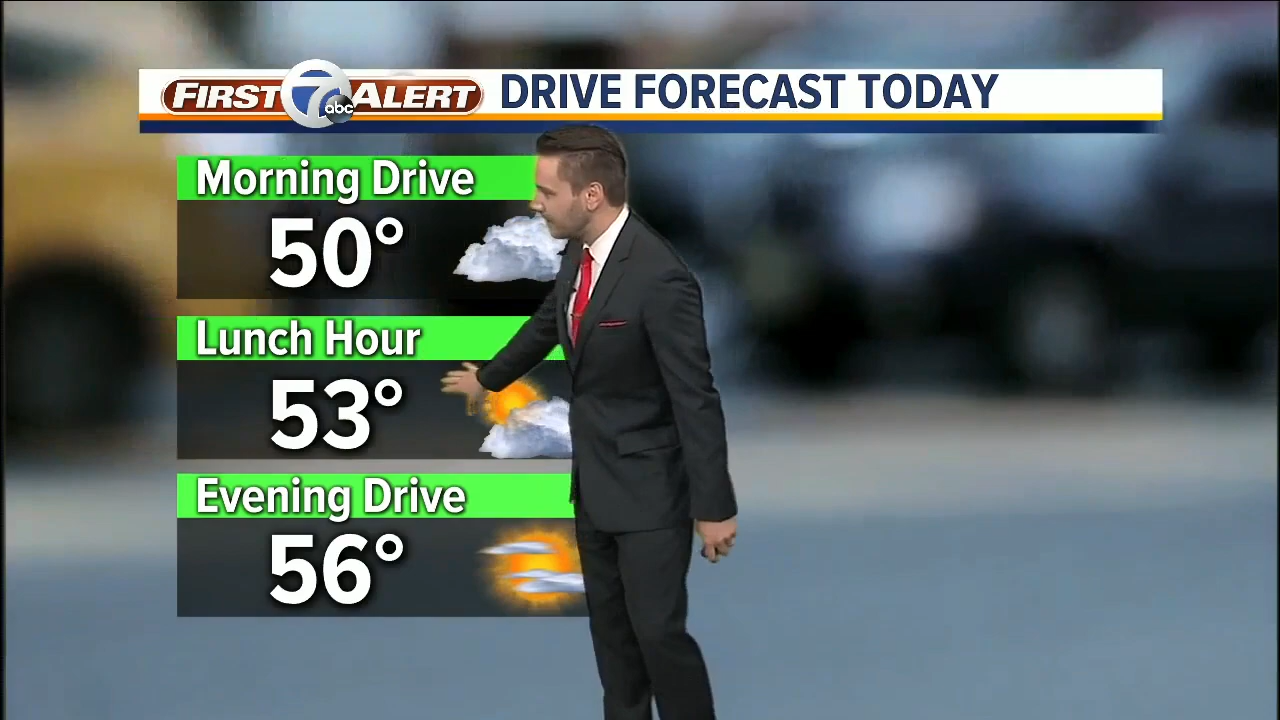 FIRST 7 abc ALERT DRIVE FORECAST TODAY
Morning Drive
50°
Lunch Hour
53°
Evening Drive
56°